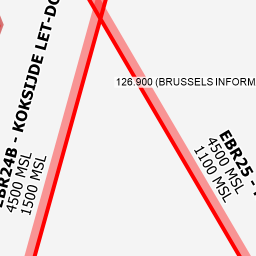 EBR24B - KOKSIJDE LET-DO
4500 MSL
1500 MSL
126.900 (BRUSSELS INFORM
EBR25 -
4500 MSL
1100 MSL